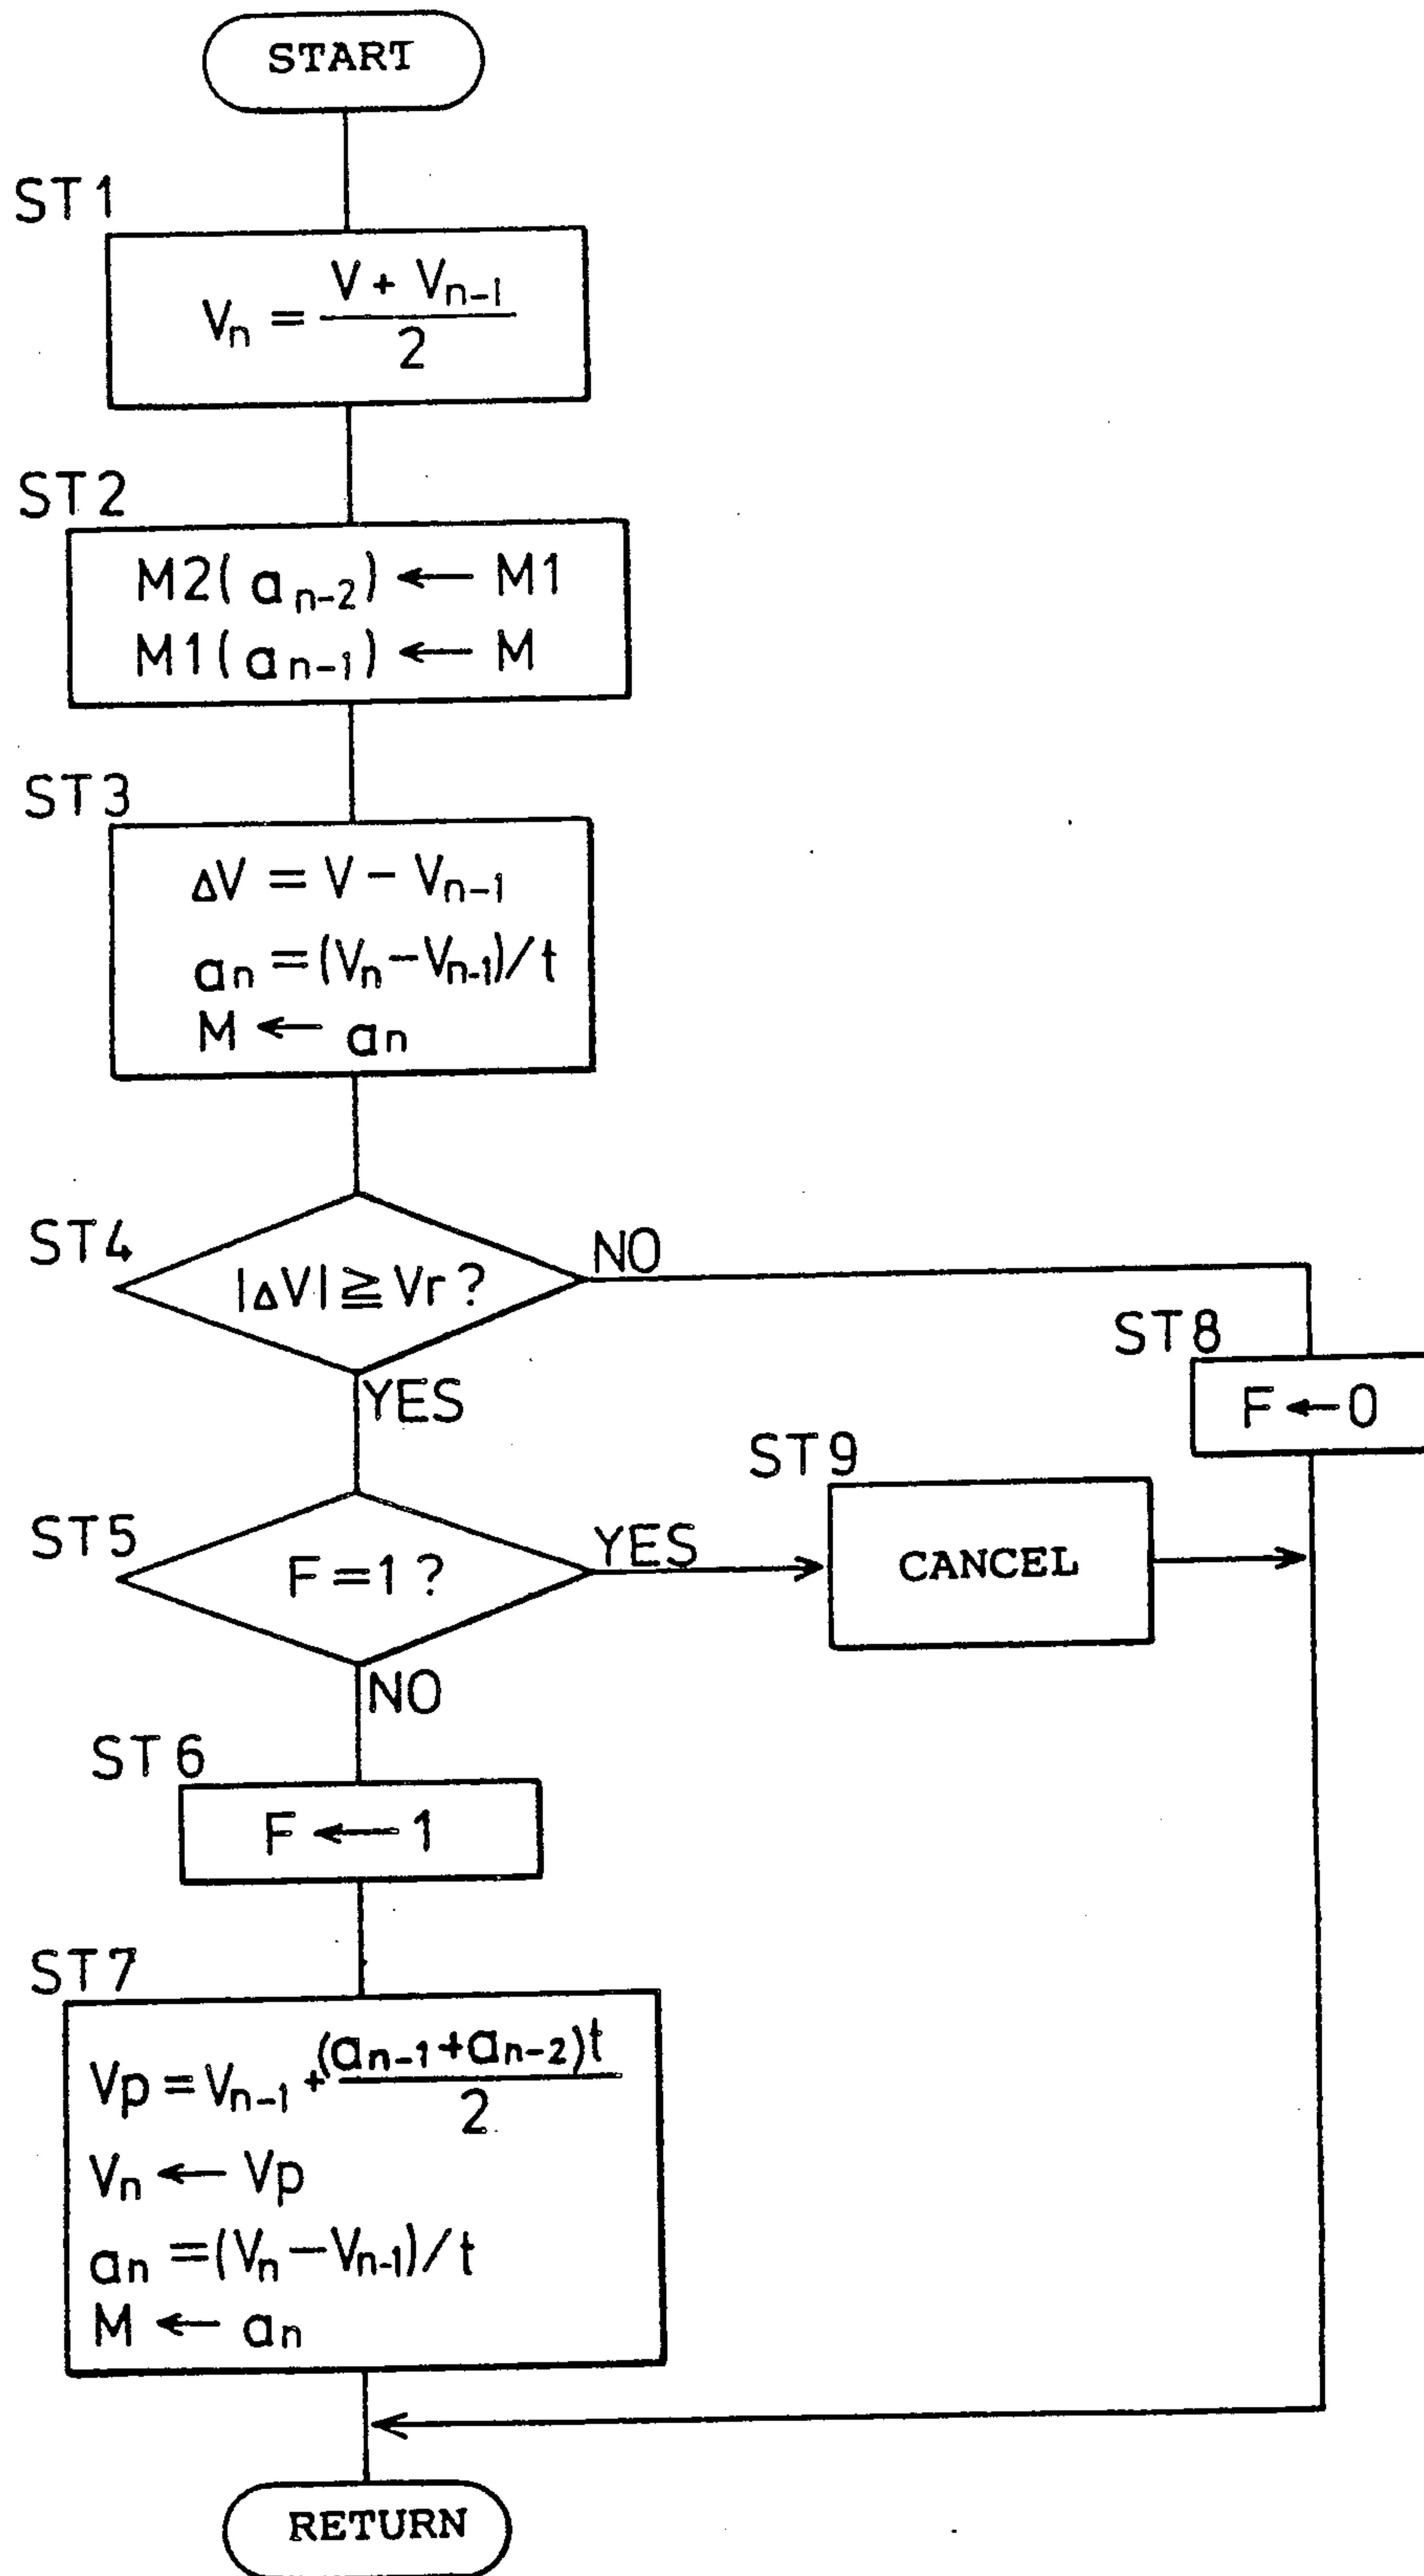 START
ST1
Vn = (V + Vn-1)/2
ST2
M2(an-2) ← M1
M1(an-1) ← M
ST3
ΔV = V - Vn-1
an = (Vn - Vn-1)/t
M ← an
ST4
|ΔV| ≧ Vr ?
NO
YES
ST8
F ← 0
ST5
F = 1 ?
YES
ST9
CANCEL
NO
ST6
F ← 1
ST7
Vp = Vn-1 + (an-1 + an-2)t/2
Vn ← Vp
an = (Vn - Vn-1)/t
M ← an
RETURN